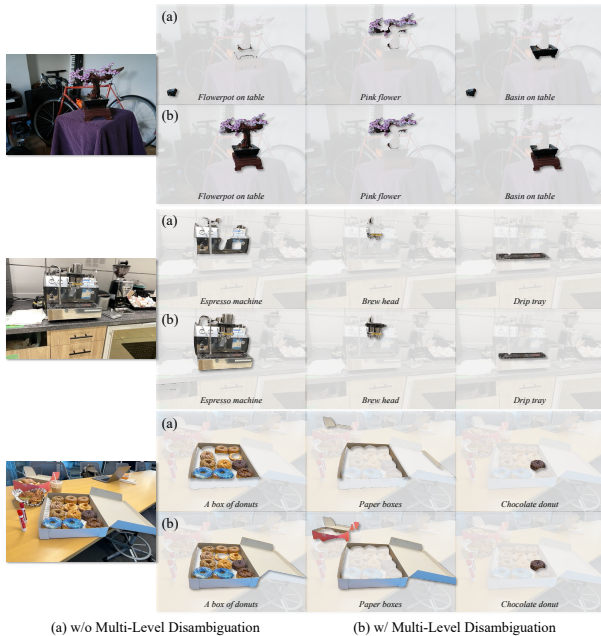 (a)
Flowerpot on table
Pink flower
Basin on table
(b)
Flowerpot on table
Pink flower
Basin on table
(a)
Espresso machine
Brew head
Drip tray
(b)
Espresso machine
Brew head
Drip tray
(a)
A box of donuts
Paper boxes
Chocolate donut
(b)
A box of donuts
Paper boxes
Chocolate donut
(a) w/o Multi-Level Disambiguation
(b) w/ Multi-Level Disambiguation